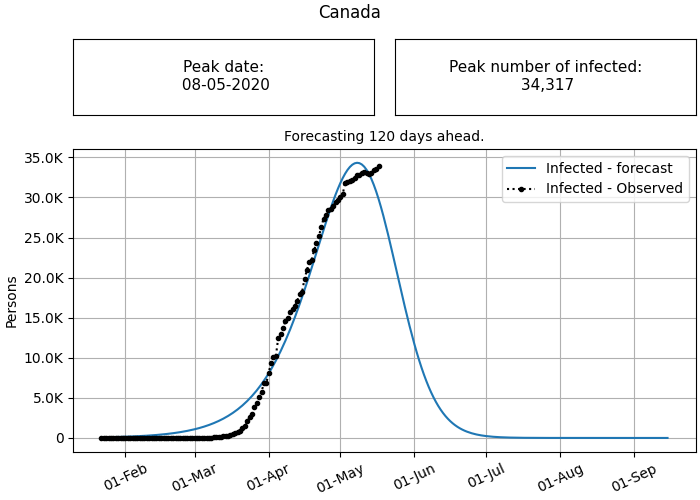 Canada
Peak date:
08-05-2020
Peak number of infected:
34,317
Forecasting 120 days ahead.
35.0K
30.0K
25.0K
20.0K
15.0K
10.0K
5.0K
0
Persons
Infected - forecast
Infected - Observed
01-Feb
01-Mar
01-Apr
01-May
01-Jun
01-Jul
01-Aug
01-Sep